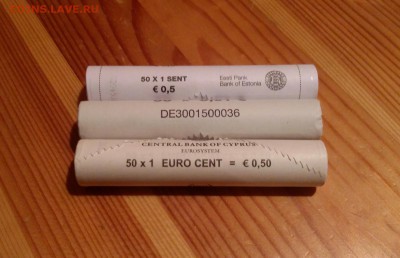 COINS.LAVE.RU
50 X 1 SENT
€ 0,5
Eesti Pank
Bank of Estonia
DE3001500036
CENTRAL BANK OF CYPRUS
EUROSYSTEM
50 x 1 EURO CENT = € 0,50